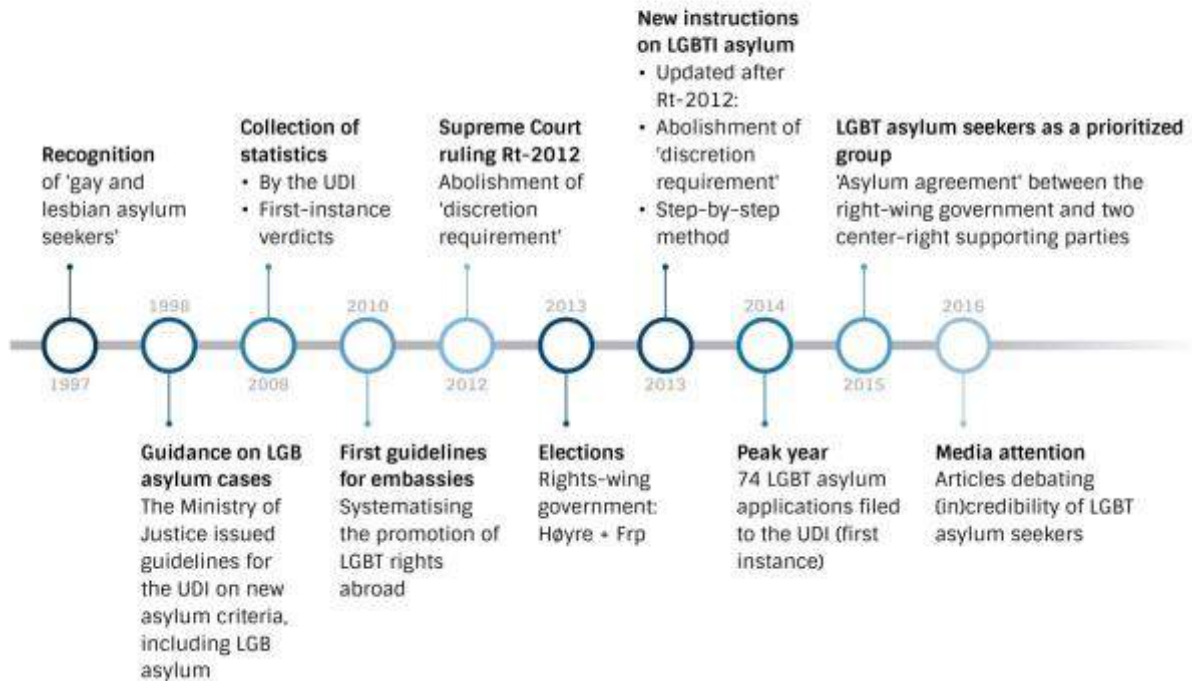 Recognition
of 'gay and
lesbian asylum
seekers'
1997
1998
Guidance on LGB
asylum cases
The Ministry of
Justice issued
guidelines for
the UDI on new
asylum criteria,
including LGB
asylum
Collection of
statistics
• By the UDI
• First-instance
verdicts
2008
2010
First guidelines
for embassies
Systematising
the promotion of
LGBT rights
abroad
Supreme Court
ruling Rt-2012
Abolishment of
'discretion
requirement'
2012
2013
Elections
Rights-wing
government:
Høyre + Frp
New instructions
on LGBTI asylum
• Updated after
Rt-2012:
• Abolishment of
'discretion
requirement'
• Step-by-step
method
2013
2014
Peak year
74 LGBT asylum
applications filed
to the UDI (first
instance)
LGBT asylum seekers as a prioritized
group
'Asylum agreement' between the
right-wing government and two
center-right supporting parties
2015
2016
Media attention
Articles debating
(in)credibility of LGBT
asylum seekers